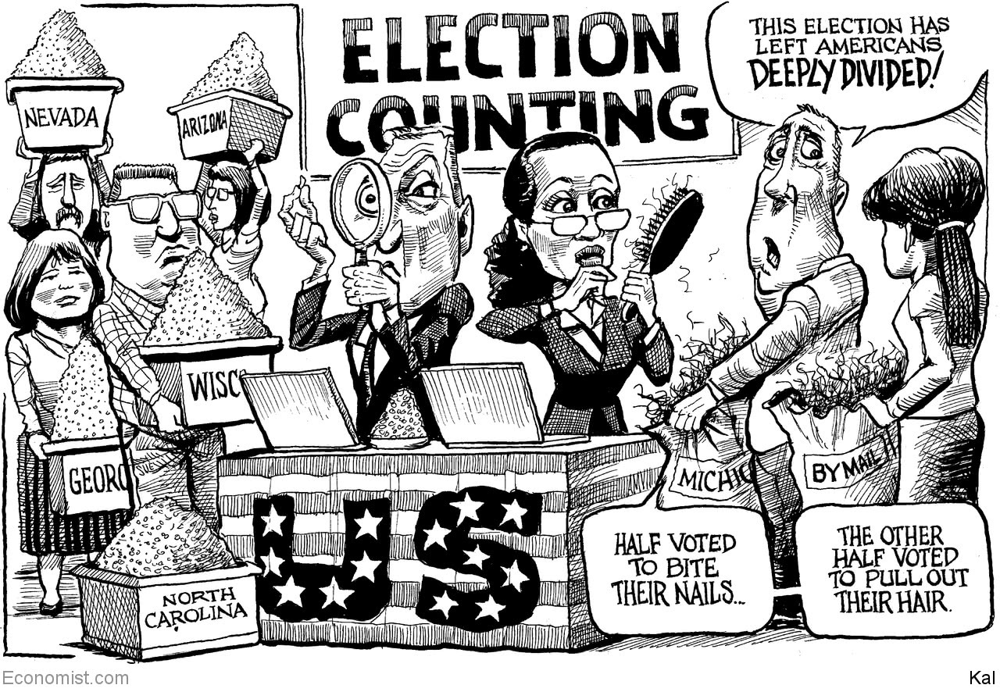 ELECTION
COUNTING
THIS ELECTION HAS
LEFT AMERICANS
DEEPLY DIVIDED!
NEVADA
ARIZONA
WISC
GEORG
NORTH
CAROLINA
US
MICHIG
BY MAIL
HALF VOTED
TO BITE
THEIR NAILS...
THE OTHER
HALF VOTED
TO PULL OUT
THEIR HAIR.
Economist.com
Kal